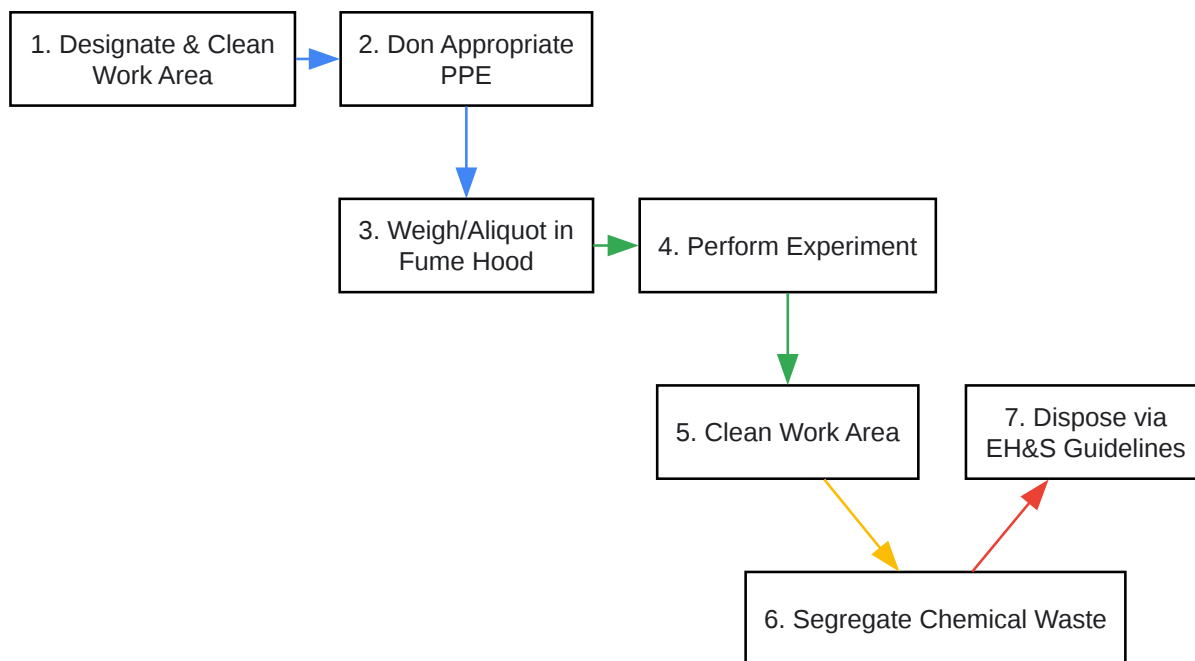 1. Designate & Clean
Work Area
2. Don Appropriate
PPE
3. Weigh/Aliquot in
Fume Hood
4. Perform Experiment
5. Clean Work Area
7. Dispose via
EH&S Guidelines
6. Segregate Chemical Waste